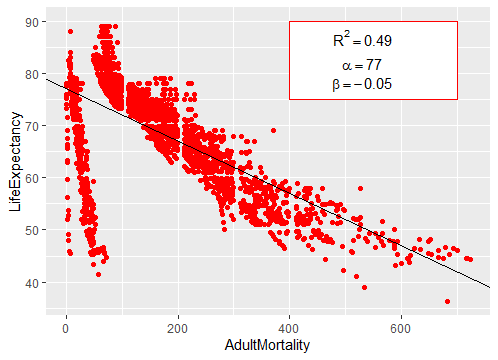 R² = 0.49
α = 77
β = −0.05
90
80
70
60
50
40
LifeExpectancy
0
200
400
600
AdultMortality